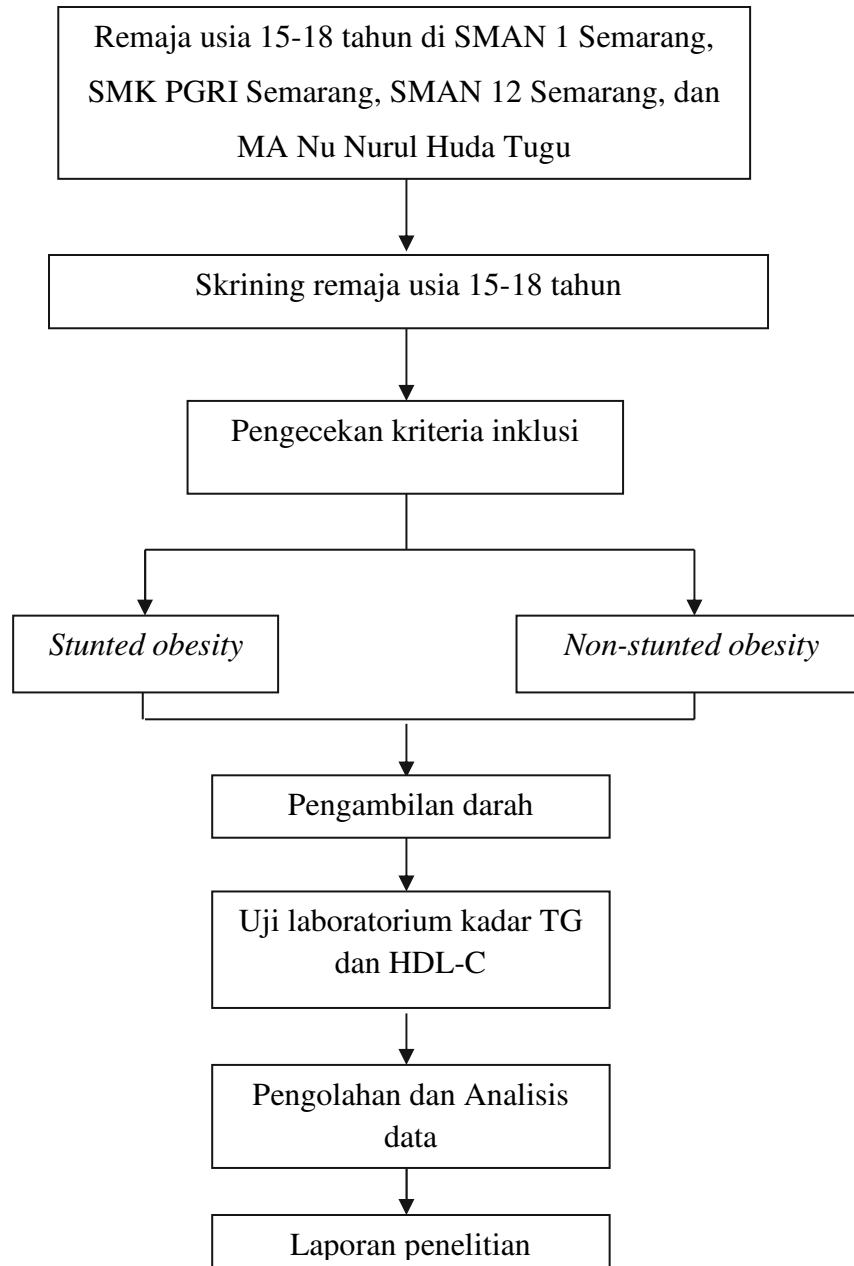 Remaja usia 15-18 tahun di SMAN 1 Semarang,
SMK PGRI Semarang, SMAN 12 Semarang, dan
MA Nu Nurul Huda Tugu
Skrining remaja usia 15-18 tahun
Pengecekan kriteria inklusi
Stunted obesity
Non-stunted obesity
Pengambilan darah
Uji laboratorium kadar TG
dan HDL-C
Pengolahan dan Analisis
data
Laporan penelitian